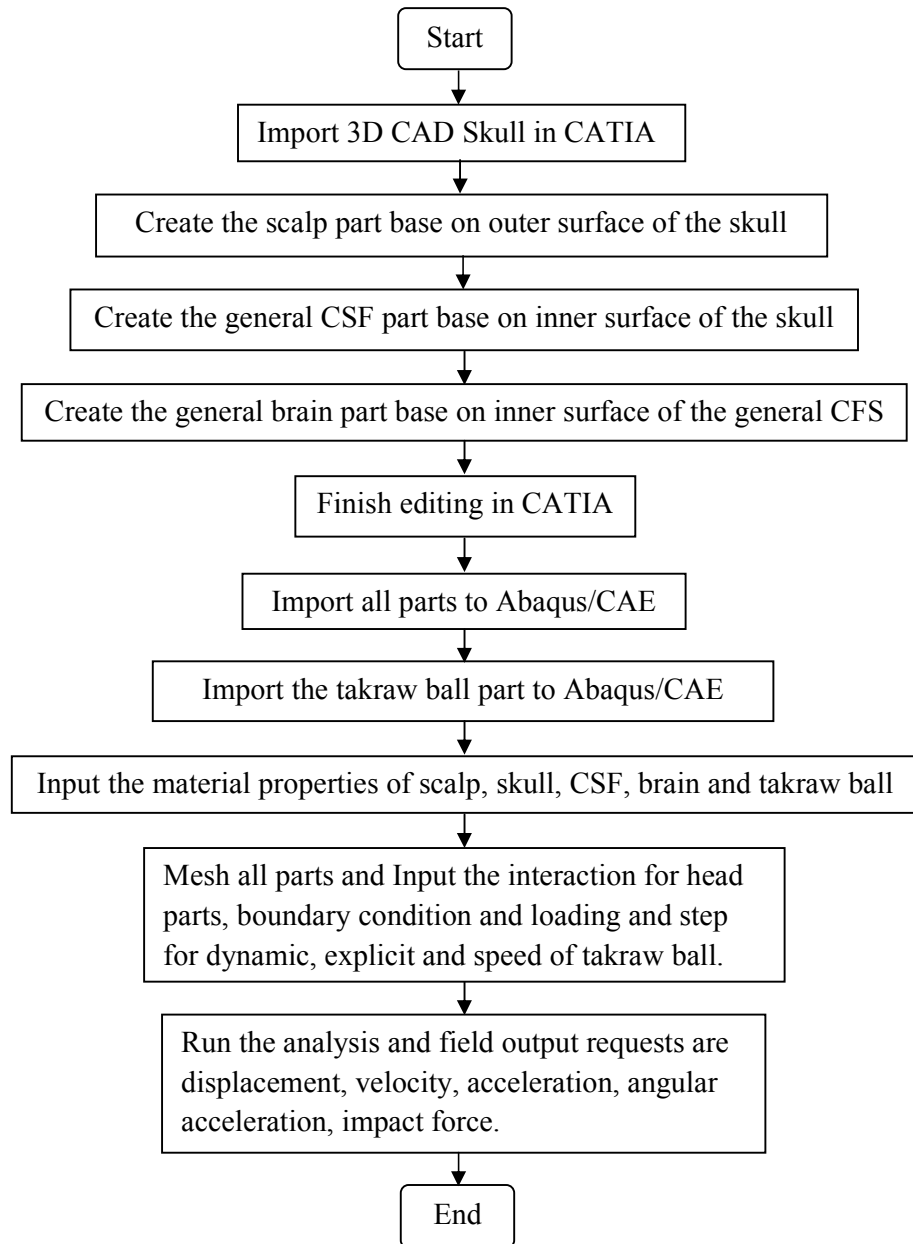 Start
Import 3D CAD Skull in CATIA
Create the scalp part base on outer surface of the skull
Create the general CSF part base on inner surface of the skull
Create the general brain part base on inner surface of the general CFS
Finish editing in CATIA
Import all parts to Abaqus/CAE
Import the takraw ball part to Abaqus/CAE
Input the material properties of scalp, skull, CSF, brain and takraw ball
Mesh all parts and Input the interaction for head
parts, boundary condition and loading and step
for dynamic, explicit and speed of takraw ball.
Run the analysis and field output requests are
displacement, velocity, acceleration, angular
acceleration, impact force.
End